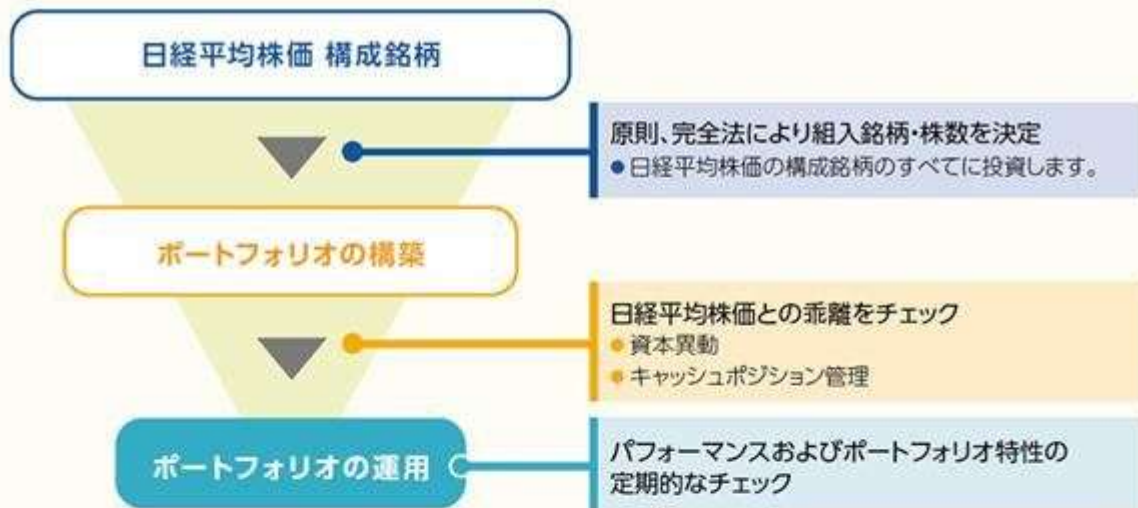 日経平均株価 構成銘柄
原則、完全法により組入銘柄・株数を決定
● 日経平均株価の構成銘柄のすべてに投資します。
ポートフォリオの構築
日経平均株価との乖離をチェック
● 資本異動
● キャッシュポジション管理
ポートフォリオの運用
パフォーマンスおよびポートフォリオ特性の
定期的なチェック